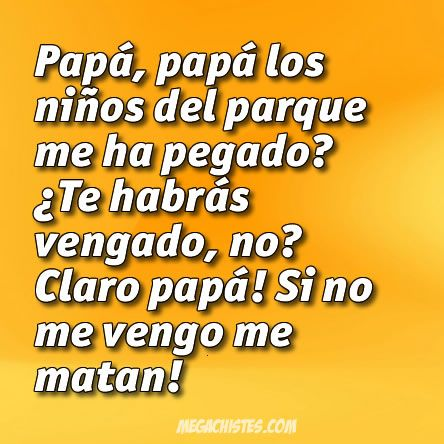 Papá, papá los
niños del parque
me ha pegado?
¿Te habrás
vengado, no?
Claro papá! Si no
me vengo me
matan!
MEGACHISTES.COM